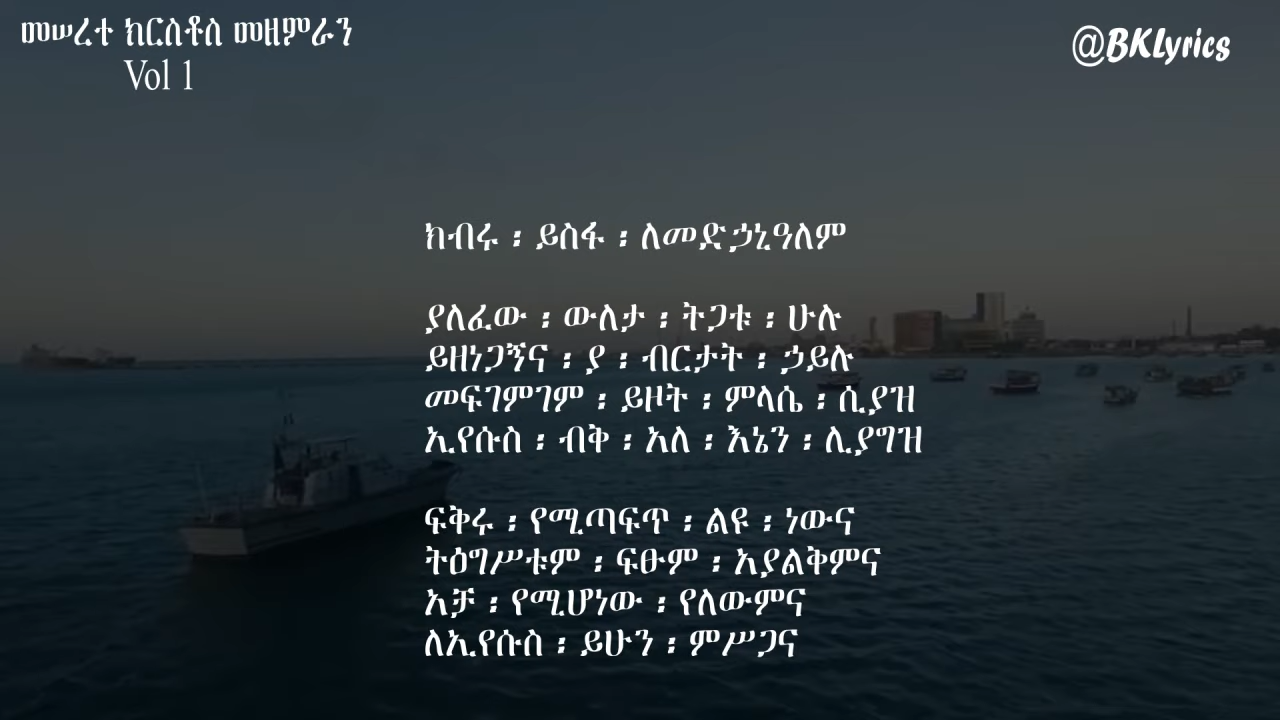 መሠረተ ክርስቶስ መዘምራን
Vol 1
@BKLyrics
ክብሩ ፡ ይስፋ ፡ ለመድኃኒዓለም
ያለፈው ፡ ውለታ ፡ ትጋቱ ፡ ሁሉ
ይዘነጋኝና ፡ ያ ፡ ብርታት ፡ ኃይሉ
መፍገምገም ፡ ይዞት ፡ ምላሴ ፡ ሲያዝ
ኢየሱስ ፡ ብቅ ፡ አለ ፡ እኔን ፡ ሊያግዝ
ፍቅሩ ፡ የሚጣፍጥ ፡ ልዩ ፡ ነውና
ትዕግሥቱም ፡ ፍፁም ፡ አያልቅምና
አቻ ፡ የሚሆነው ፡ የለውምና
ለኢየሱስ ፡ ይሁን ፡ ምሥጋና